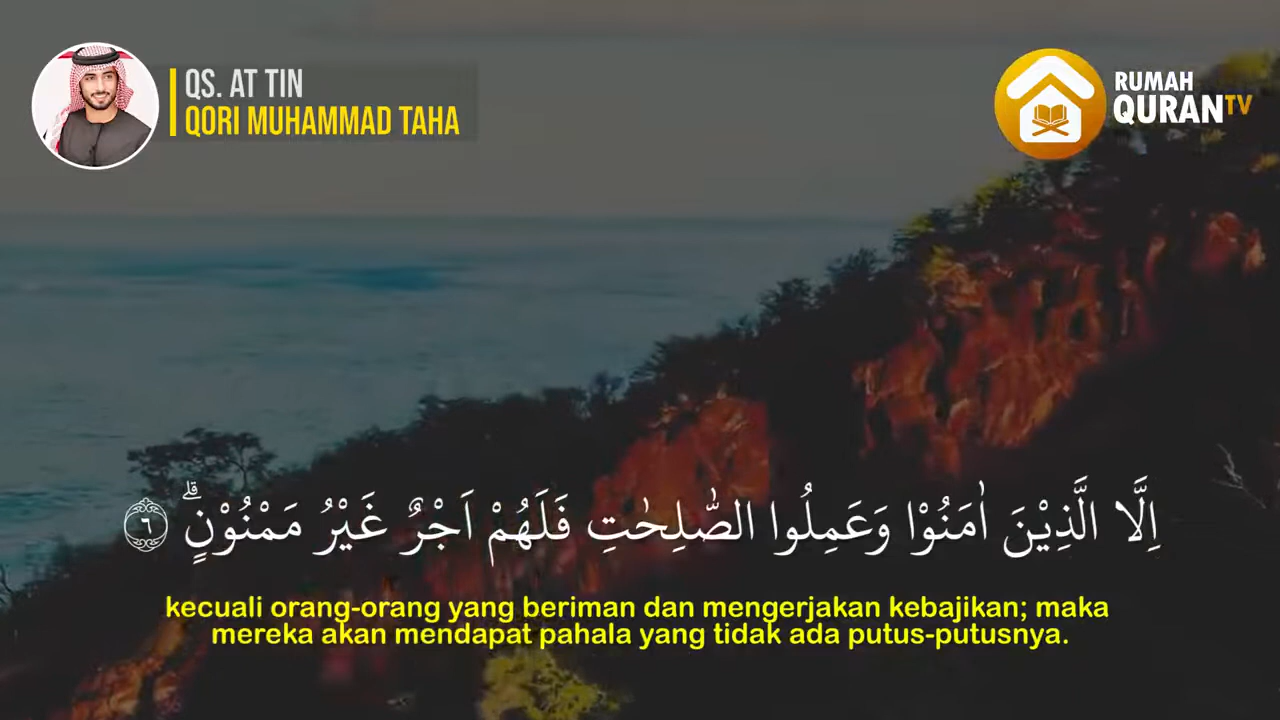 QS. AT TIN
QORI MUHAMMAD TAHA
RUMAH
QURANTV
اِلَّا الَّذِيْنَ اٰمَنُوْا وَعَمِلُوا الصّٰلِحٰتِ فَلَهُمْ اَجْرٌ غَيْرُ مَمْنُوْنٍۗ ٦
kecuali orang-orang yang beriman dan mengerjakan kebajikan; maka
mereka akan mendapat pahala yang tidak ada putus-putusnya.